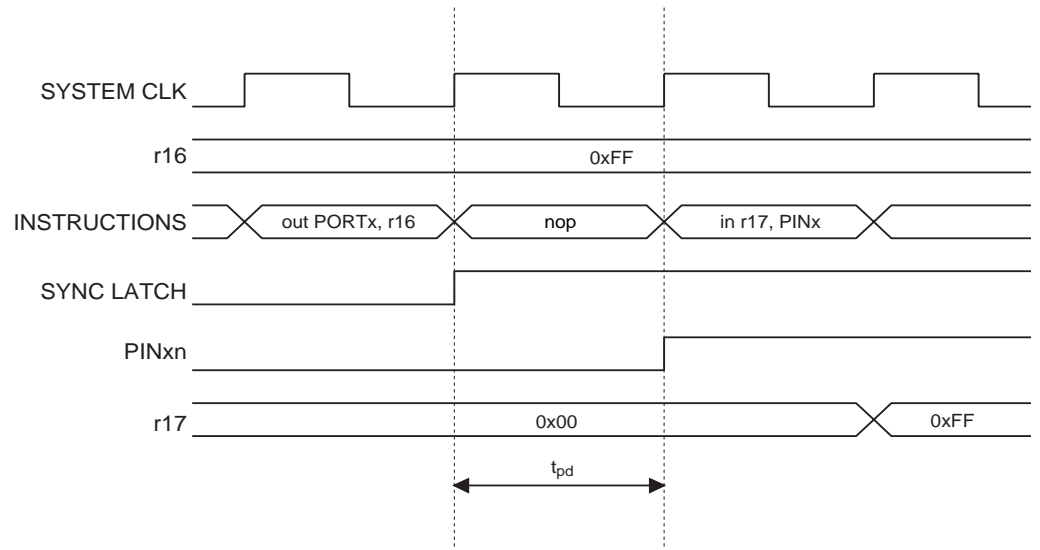 SYSTEM CLK
r16
0xFF
INSTRUCTIONS
out PORTx, r16
nop
in r17, PINx
SYNC LATCH
PINxn
r17
0x00
0xFF
tpd